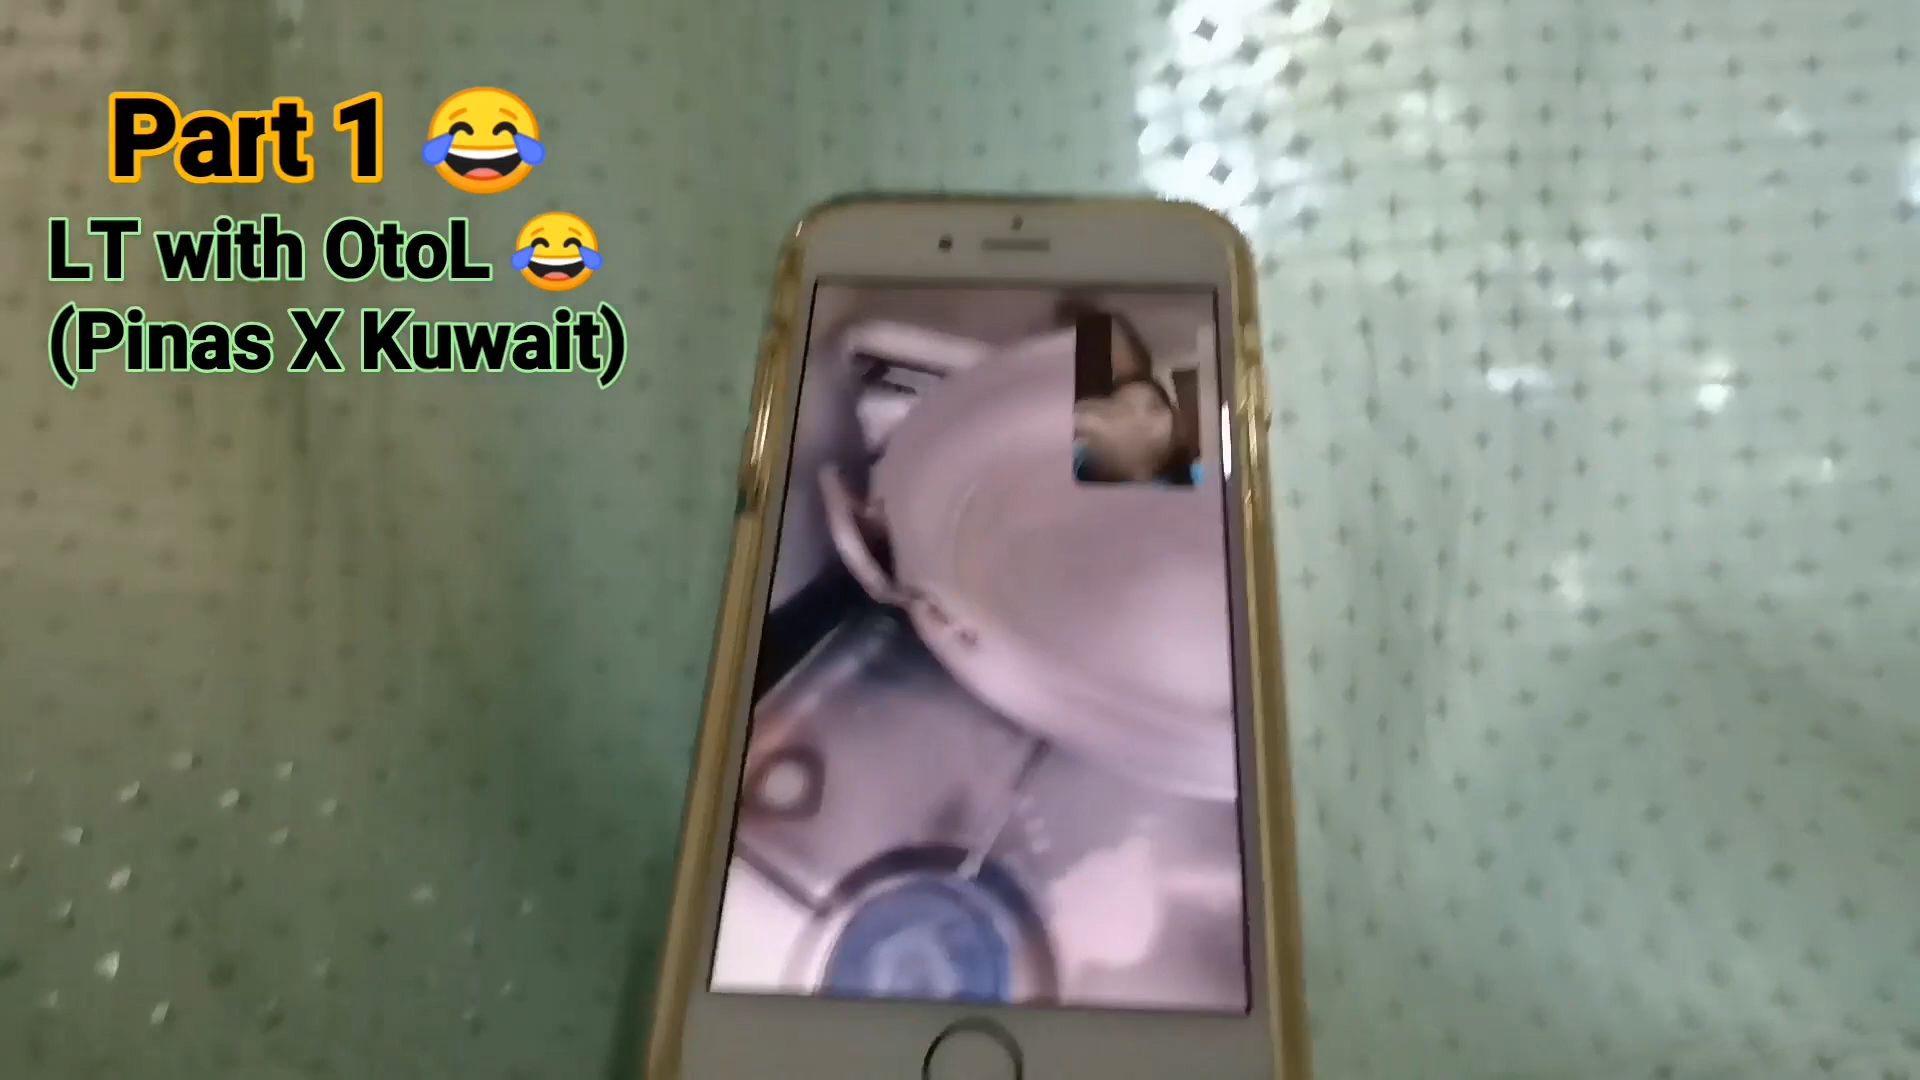 Part 1 😂
LT with OtoL 😂
(Pinas X Kuwait)